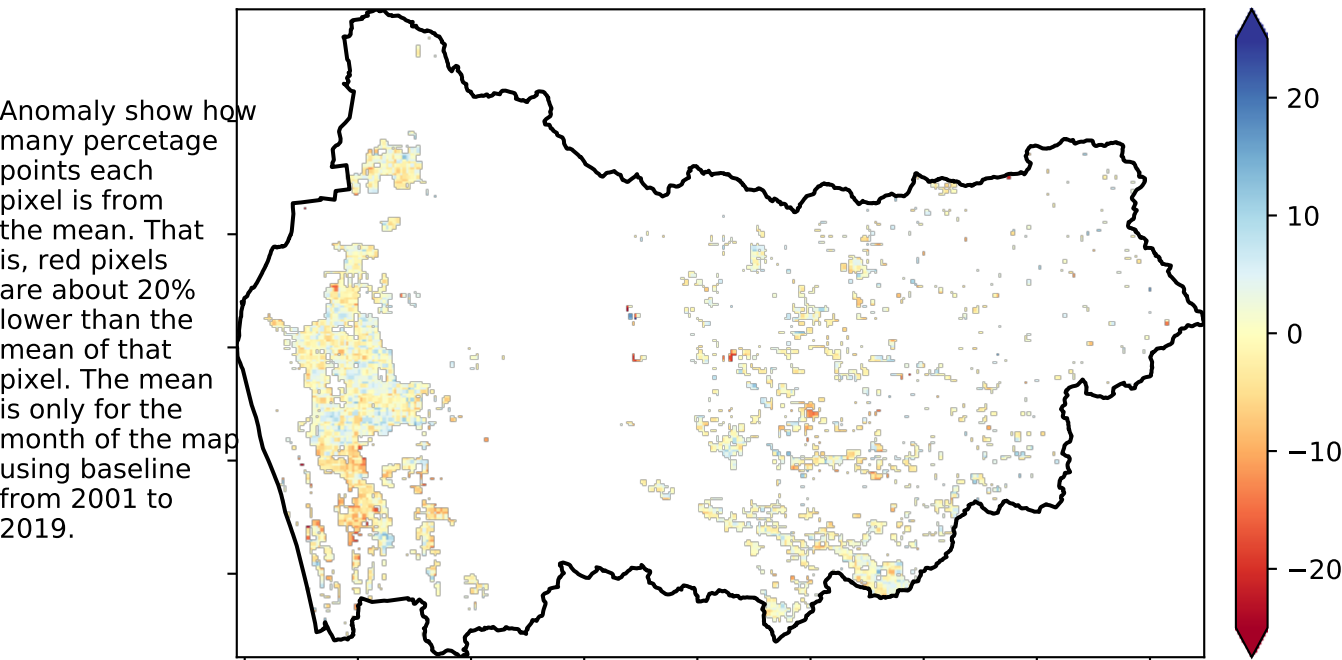 Anomaly show how
many percetage
points each
pixel is from
the mean. That
is, red pixels
are about 20%
lower than the
mean of that
pixel. The mean
is only for the
month of the map
using baseline
from 2001 to
2019.
20
10
0
−10
−20